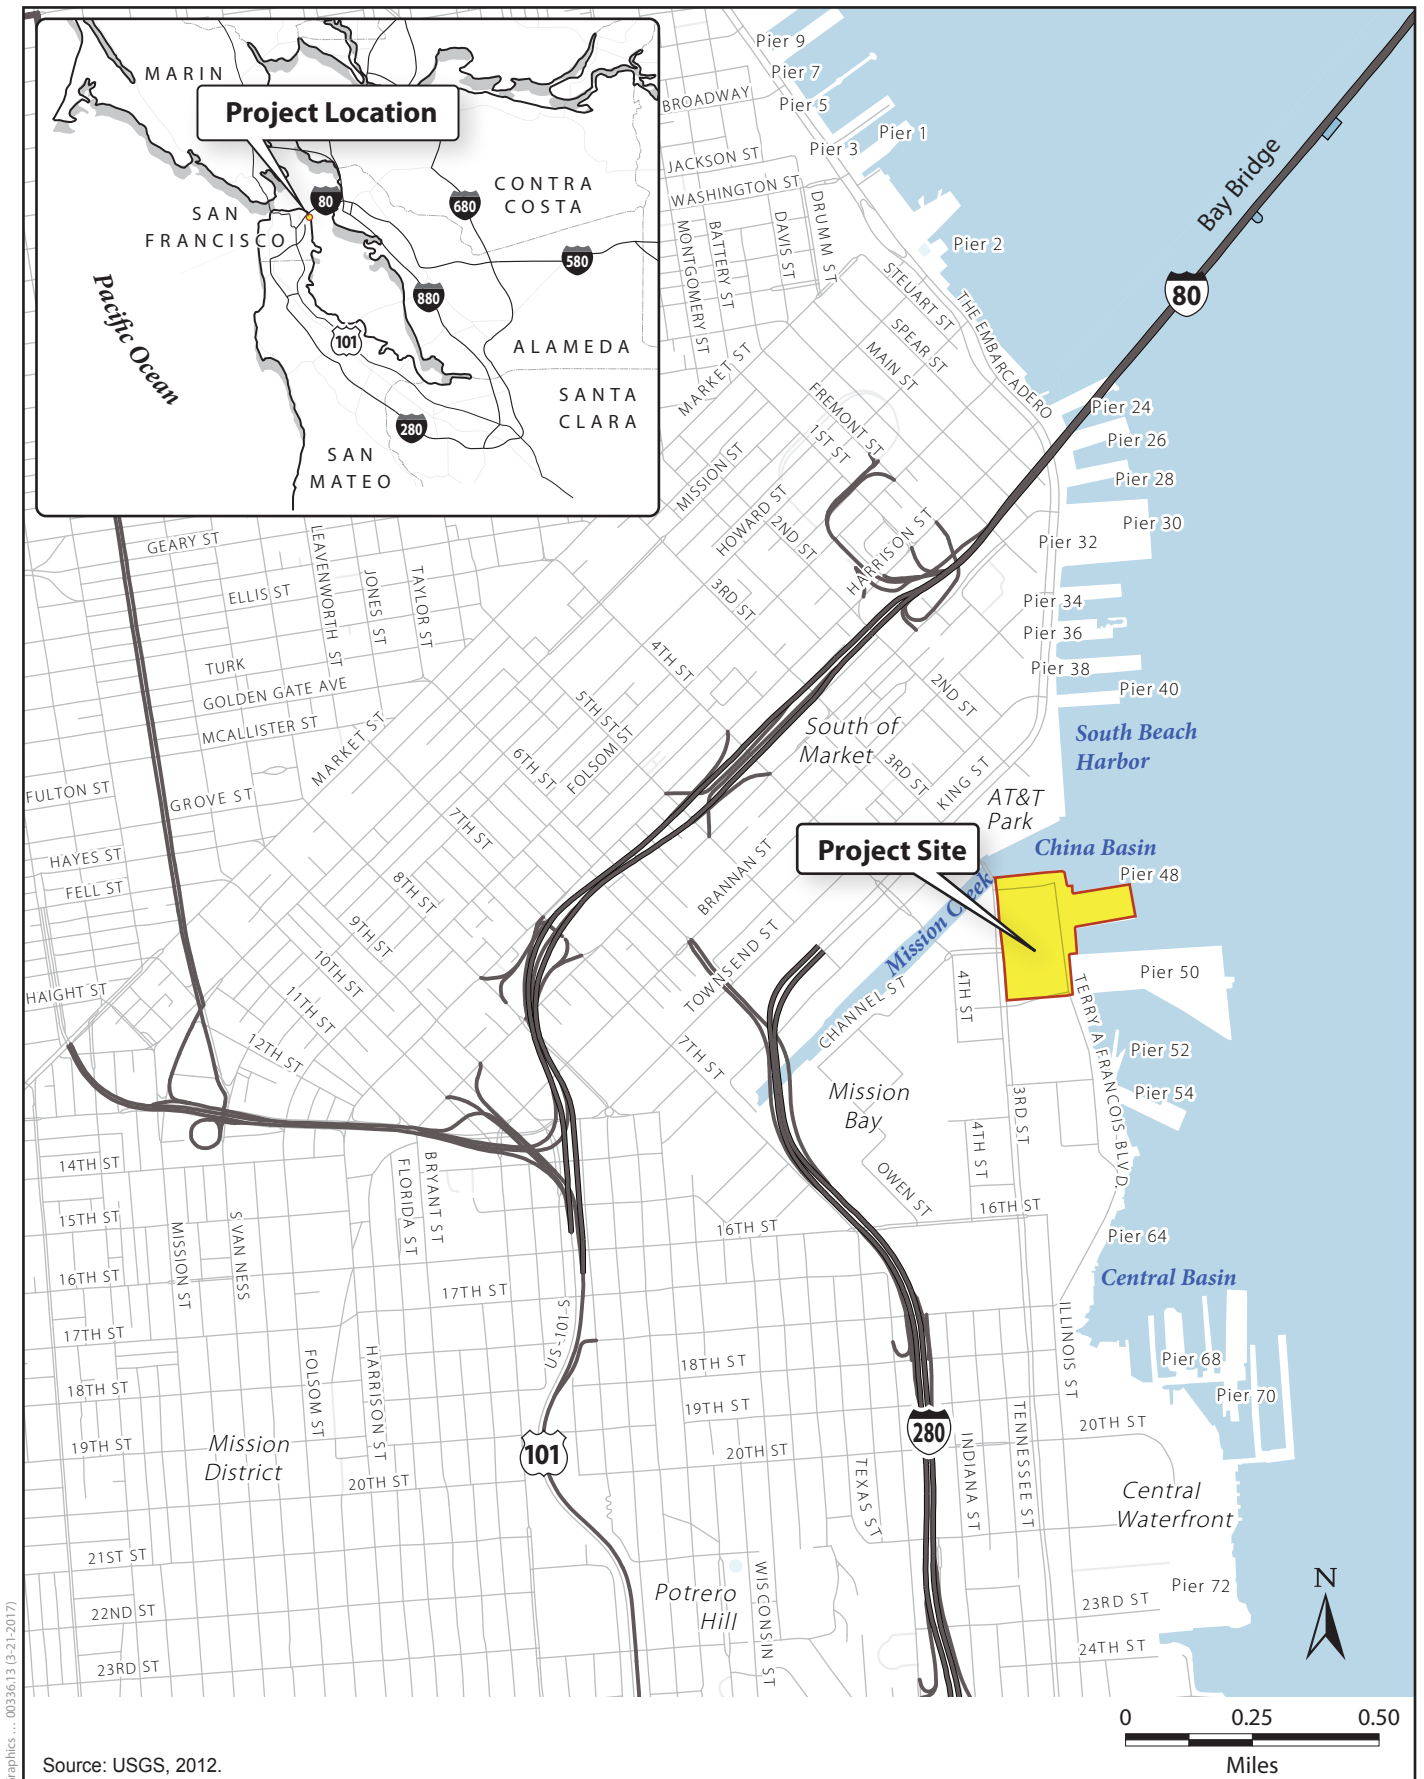 MARIN
Project Location
CONTRA
COSTA
80
680
SAN
FRANCISCO
580
880
Pacific Ocean
101
ALAMEDA
SANTA
CLARA
280
SAN
MATEO
Pier 9
Pier 7
BROADWAY
Pier 5
Pier 1
Pier 3
JACKSON ST
WASHINGTON ST
DRUMM ST
DAVIS ST
BATTERY ST
MONTGOMERY ST
Pier 2
Bay Bridge
80
STEUART ST
THE EMBARCADERO
SPEAR ST
MAIN ST
MARKET ST
FREMONT ST
1ST ST
Pier 24
Pier 26
Pier 28
MISSION ST
HOWARD ST
2ND ST
HARRISON ST
Pier 30
Pier 32
GEARY ST
LEAVENWORTH ST
JONES ST
TAYLOR ST
ELLIS ST
3RD ST
Pier 34
Pier 36
4TH ST
TURK
GOLDEN GATE AVE
MCALLISTER ST
MARKET ST
5TH ST
FOLSOM ST
6TH ST
2ND ST
Pier 38
Pier 40
South of
Market
South Beach
Harbor
3RD ST
KING ST
AT&T
Park
FULTON ST
GROVE ST
7TH ST
HAYES ST
FELL ST
8TH ST
BRANNAN ST
Project Site
China Basin
Pier 48
Mission Creek
9TH ST
10TH ST
TOWNSEND ST
Pier 50
HAIGHT ST
11TH ST
CHANNEL ST
4TH ST
TERRY A FRANCOIS BLVD
12TH ST
7TH ST
Pier 52
Mission
Bay
Pier 54
3RD ST
4TH ST
14TH ST
FLORIDA ST
BRYANT ST
OWEN ST
15TH ST
MISSION ST
S VAN NESS
16TH ST
16TH ST
Pier 64
16TH ST
Central Basin
17TH ST
US-101-S
ILLINOIS ST
17TH ST
18TH ST
Pier 68
18TH ST
FOLSOM ST
HARRISON ST
19TH ST
Pier 70
TENNESSEE ST
20TH ST
280
101
19TH ST
Mission
District
20TH ST
INDIANA ST
20TH ST
TEXAS ST
Central
Waterfront
21ST ST
WISCONSIN ST
Potrero
Hill
Pier 72
N
22ND ST
23RD ST
24TH ST
23RD ST
0
0.25
0.50
Miles
Source: USGS, 2012.
00336.13 (3-21-2017)